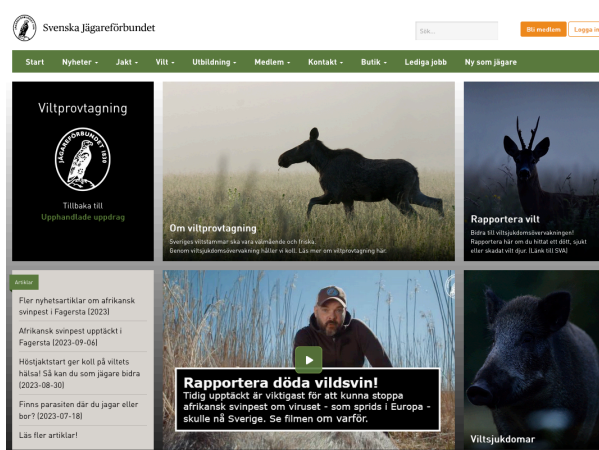 Svenska Jägareförbundet
Sök...
Bli medlem
Logga in
Start
Nyheter
Jakt
Vilt
Utbildning
Medlem
Kontakt
Butik
Lediga jobb
Ny som jägare
Viltprovtagning
JÄGAREFÖRBUNDET 1830
Tillbaka till
Upphandlade uppdrag
Om viltprovtagning
Sveriges viltstammar ska vara välmående och friska.
Genom viltsjukdomsövervakning håller vi koll. Läs mer om viltprovtagning här.
Rapportera vilt
Bidra till viltsjukdomsövervakningen!
Rapportera här om du hittat ett dött, sjukt
eller skadat vilt djur. (Länk till SVA)
Artiklar
Fler nyhetsartiklar om afrikansk
svinpest i Fagersta (2023)
Afrikansk svinpest upptäckt i
Fagersta (2023-09-06)
Höstjaktstart ger koll på viltets
hälsa! Så kan du som jägare bidra
(2023-08-30)
Finns parasiten där du jagar eller
bor? (2023-07-18)
Läs fler artiklar!
Rapportera döda vildsvin!
Tidig upptäckt är viktigast för att kunna stoppa
afrikansk svinpest om viruset - som sprids i Europa -
skulle nå Sverige. Se filmen om varför.
Viltsjukdomar